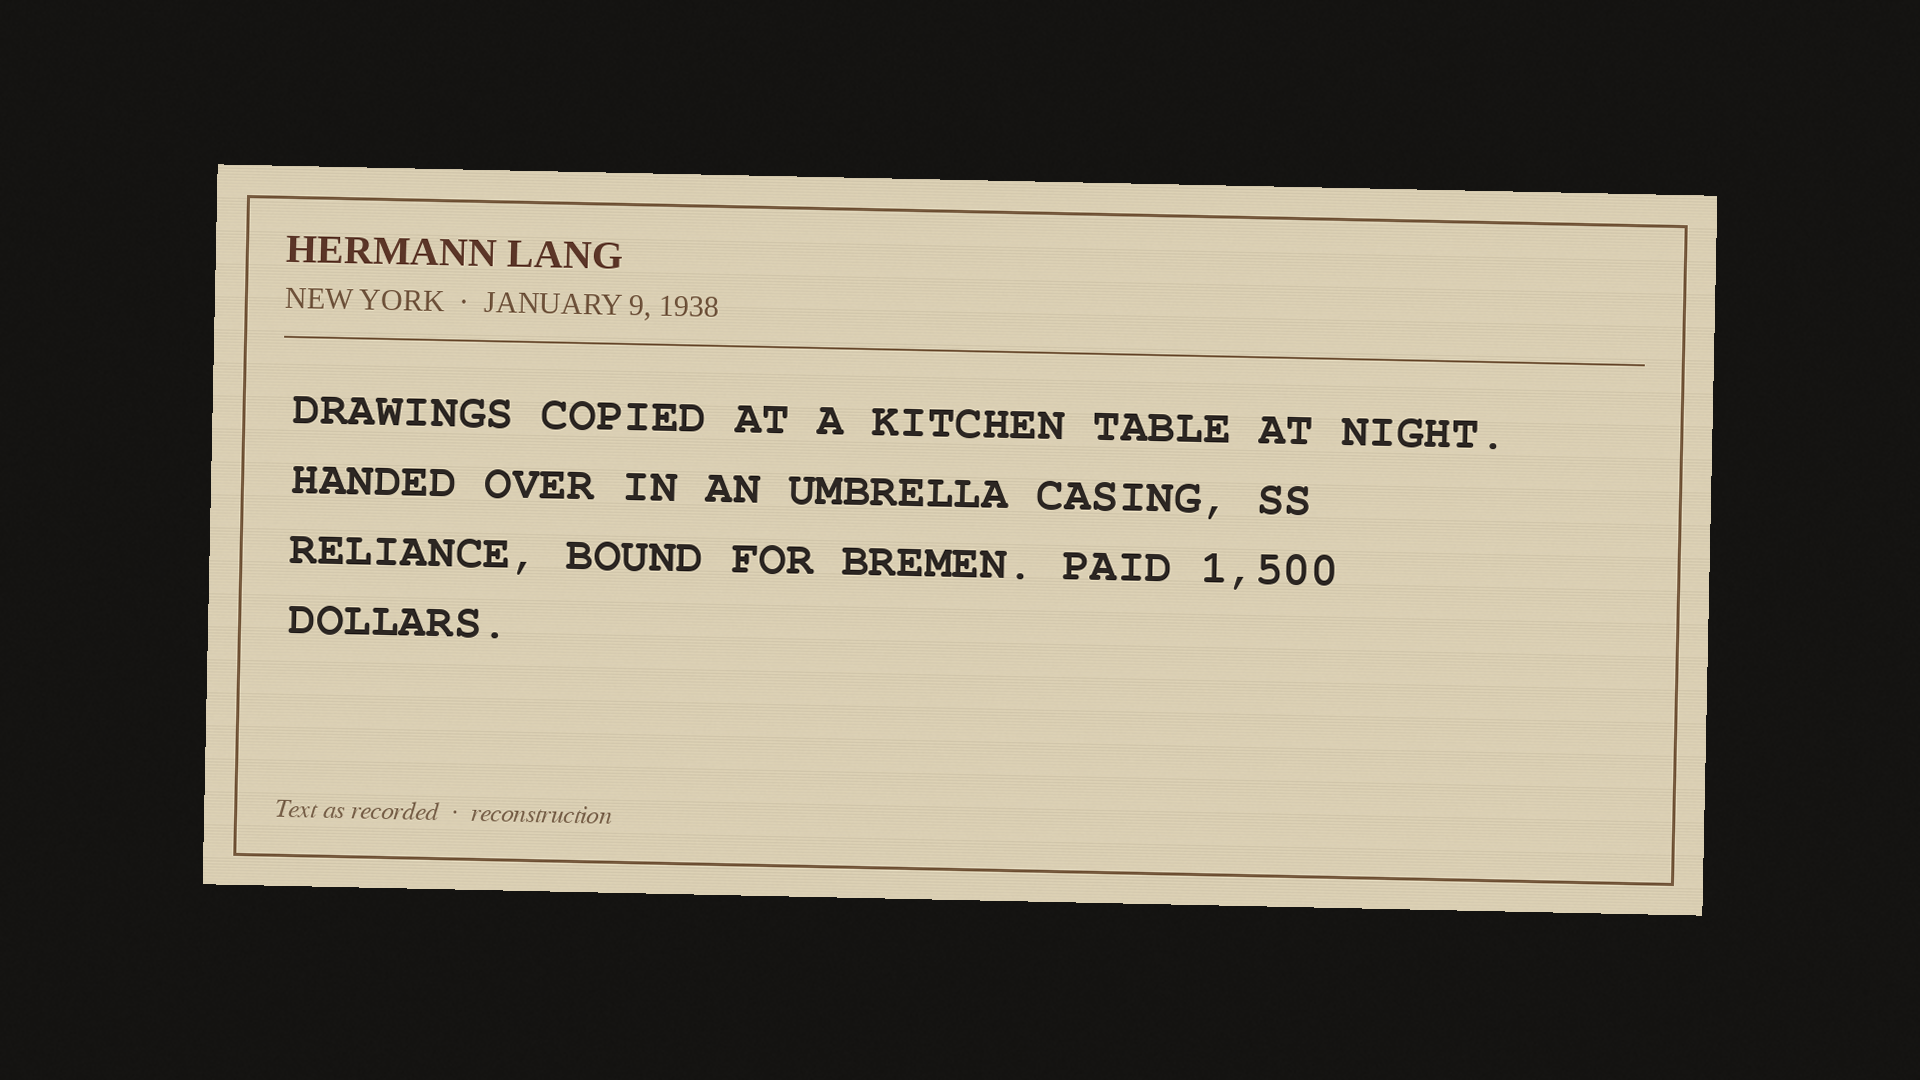 HERMANN LANG
NEW YORK · JANUARY 9, 1938
DRAWINGS COPIED AT A KITCHEN TABLE AT NIGHT.
HANDED OVER IN AN UMBRELLA CASING, SS
RELIANCE, BOUND FOR BREMEN. PAID 1,500
DOLLARS.
Text as recorded · reconstruction